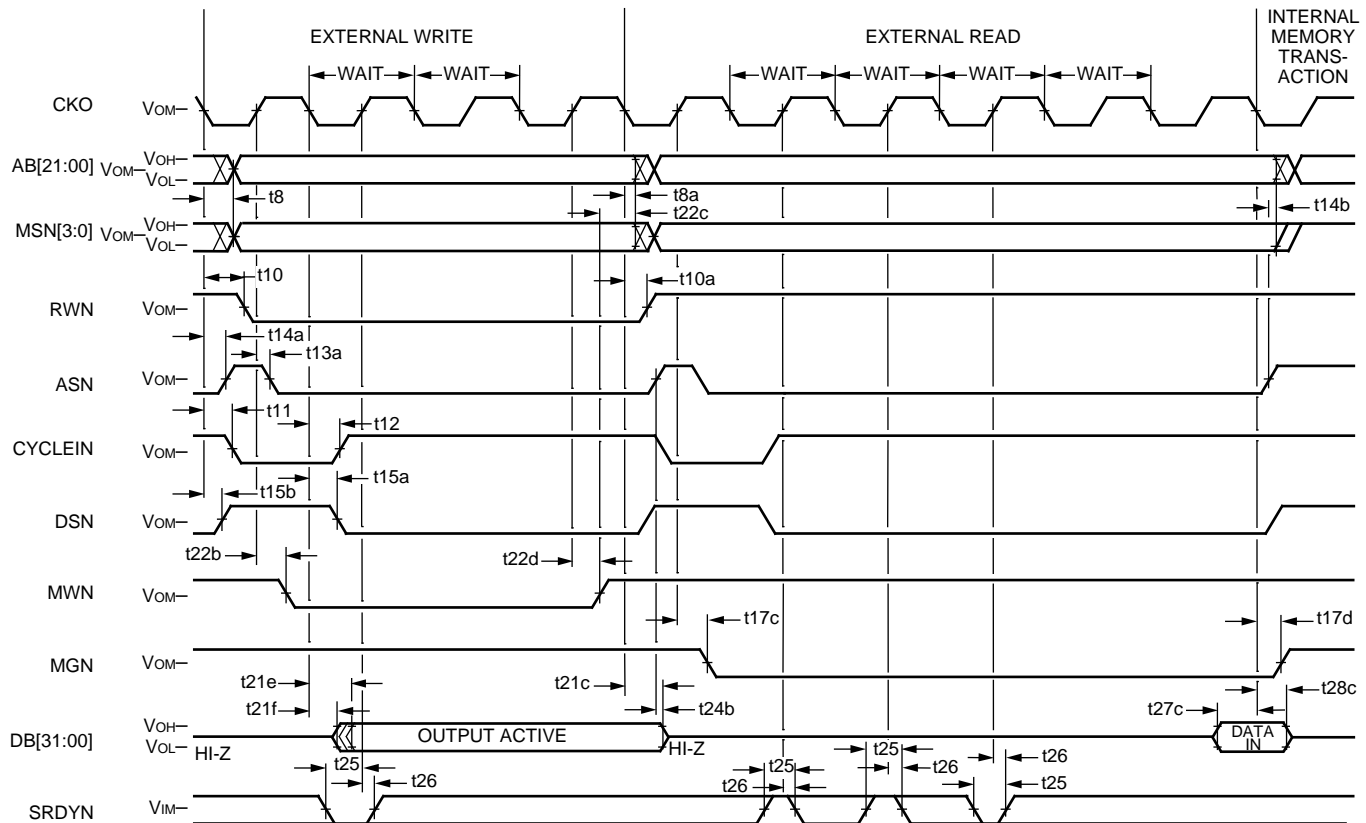 EXTERNAL WRITE
EXTERNAL READ
INTERNAL
MEMORY
TRANS-
ACTION
WAIT WAIT WAIT WAIT WAIT WAIT
CKO VOM
AB[21:00] VOM VOH VOL
t8 t8a
t22c t14b
MSN[3:0] VOM VOH VOL
t10 t10a
RWN VOM
t14a
t13a
ASN VOM
t11 t12
CYCLEIN VOM
t15a
t15b
DSN VOM
t22b t22d
MWN VOM
t17c t17d
MGN VOM
t21e t21c t28c
t21f t24b t27c
DB[31:00] VOH VOL HI-Z OUTPUT ACTIVE HI-Z DATA IN
t25 t25 t25 t26
t26 t26 t26 t25
SRDYN VIM